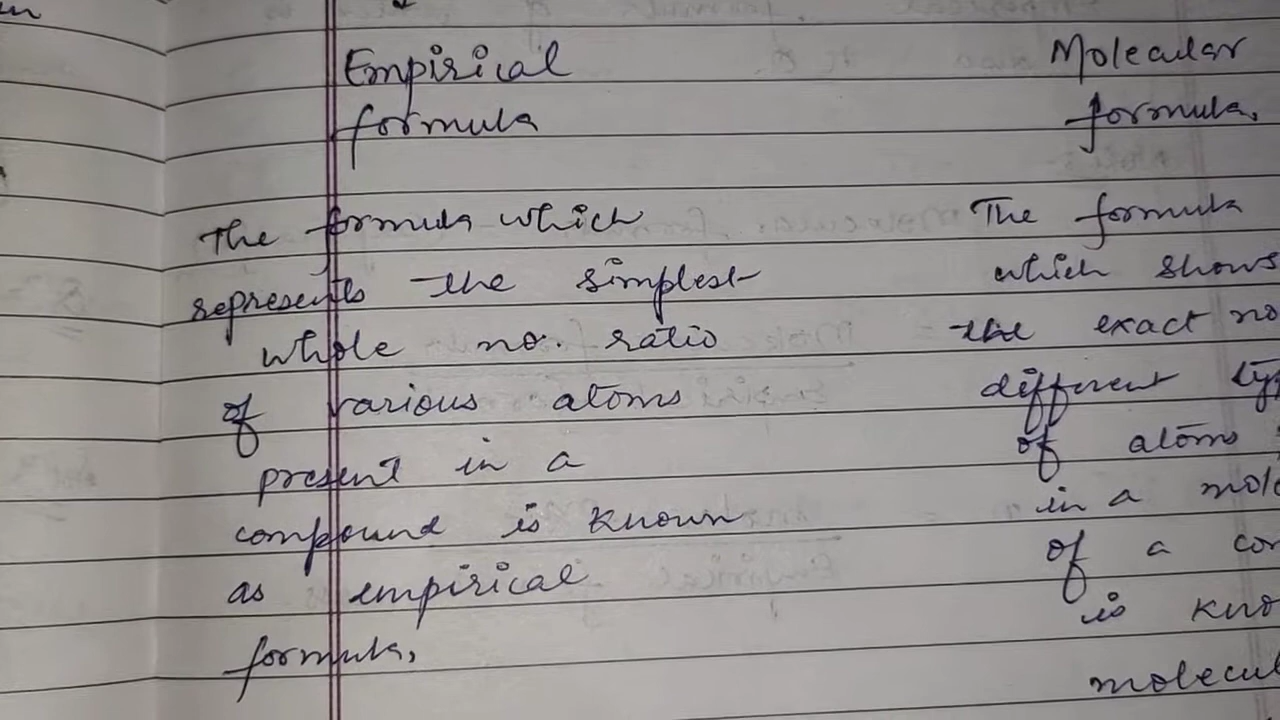 Empirical
formula
The formula which
represents the simplest
whole no. ratio
of various atoms
present in a
compound is known
as empirical
formula,
Molecular
formula,
The formula
which shows
the exact no
different
of atoms
in a
of a
is